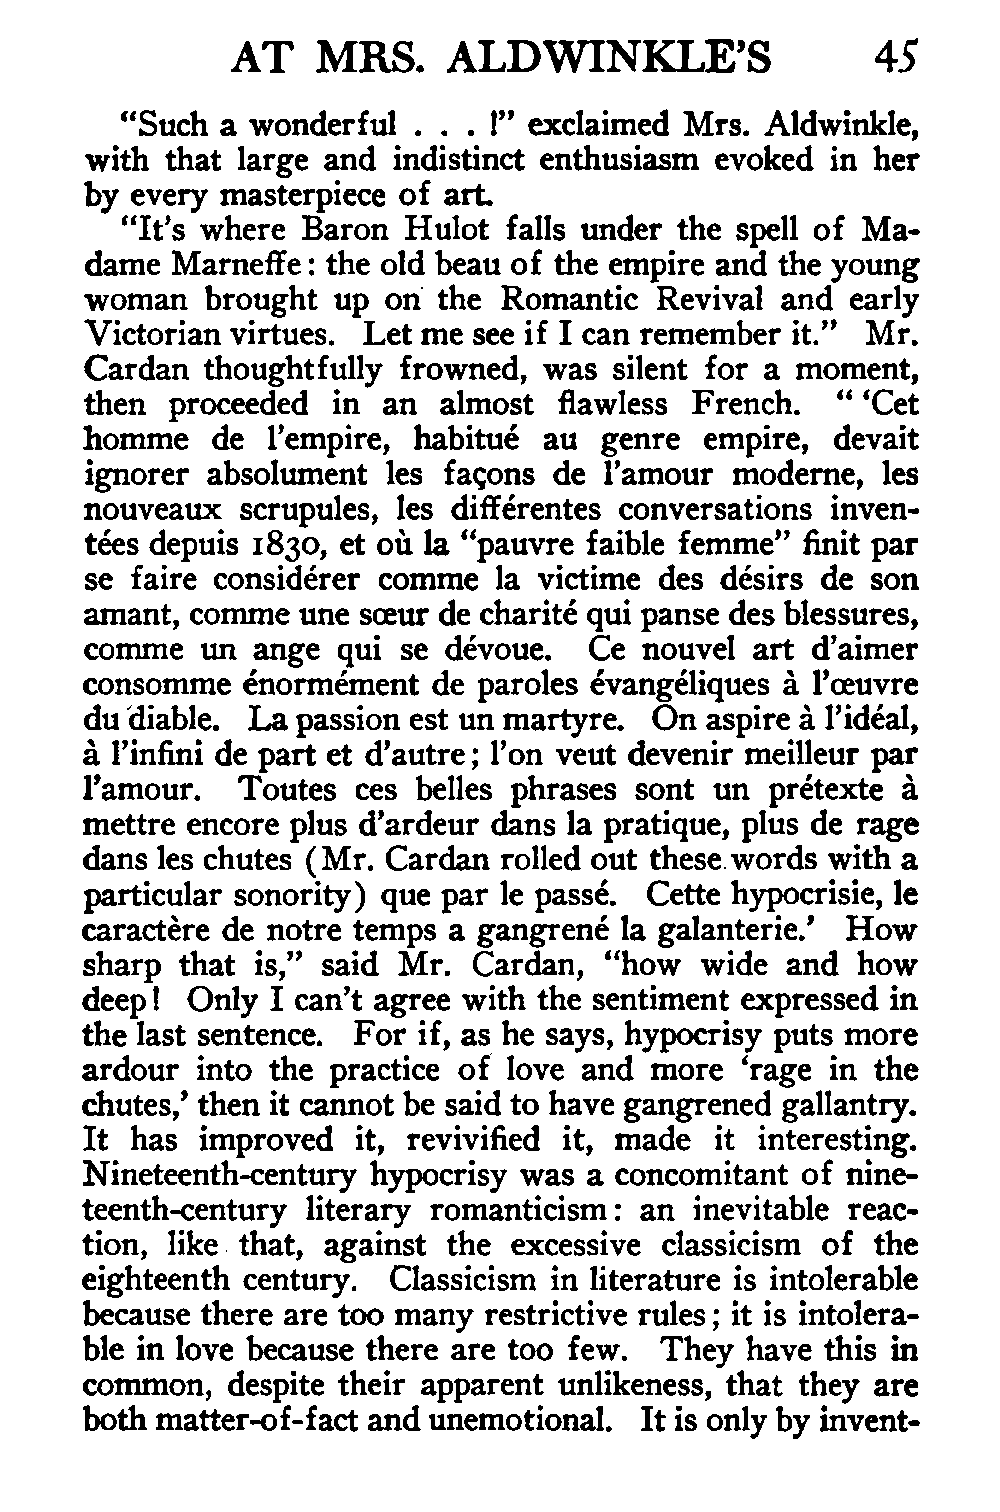 AT MRS. ALDWINKLE’S 45
“Such a wonderful . . . !” exclaimed Mrs. Aldwinkle,
with that large and indistinct enthusiasm evoked in her
by every masterpiece of art.
“It’s where Baron Hulot falls under the spell of Ma-
dame Marneffe: the old beau of the empire and the young
woman brought up on the Romantic Revival and early
Victorian virtues. Let me see if I can remember it.” Mr.
Cardan thoughtfully frowned, was silent for a moment,
then proceeded in an almost flawless French. “ ‘Cet
homme de l’empire, habitué au genre empire, devait
ignorer absolument les façons de l’amour moderne, les
nouveaux scrupules, les différentes conversations inven-
tées depuis 1830, et où la “pauvre faible femme” finit par
se faire considérer comme la victime des désirs de son
amant, comme une sœur de charité qui panse des blessures,
comme un ange qui se dévoue. Ce nouvel art d’aimer
consomme énormément de paroles évangéliques à l’œuvre
du diable. La passion est un martyre. On aspire à l’idéal,
à l’infini de part et d’autre; l’on veut devenir meilleur par
l’amour. Toutes ces belles phrases sont un prétexte à
mettre encore plus d’ardeur dans la pratique, plus de rage
dans les chutes (Mr. Cardan rolled out these words with a
particular sonority) que par le passé. Cette hypocrisie, le
caractère de notre temps a gangrené la galanterie.’ How
sharp that is,” said Mr. Cardan, “how wide and how
deep! Only I can’t agree with the sentiment expressed in
the last sentence. For if, as he says, hypocrisy puts more
ardour into the practice of love and more ‘rage in the
chutes,’ then it cannot be said to have gangrened gallantry.
It has improved it, revivified it, made it interesting.
Nineteenth-century hypocrisy was a concomitant of nine-
teenth-century literary romanticism: an inevitable reac-
tion, like that, against the excessive classicism of the
eighteenth century. Classicism in literature is intolerable
because there are too many restrictive rules; it is intolera-
ble in love because there are too few. They have this in
common, despite their apparent unlikeness, that they are
both matter-of-fact and unemotional. It is only by invent-